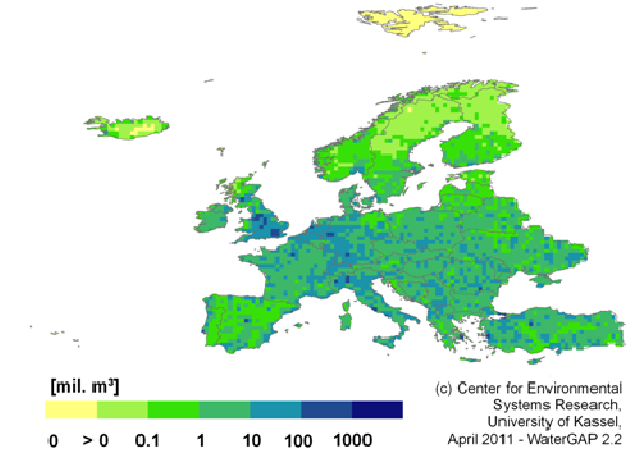 [mil. m³]
0 > 0 0.1 1 10 100 1000
(c) Center for Environmental
Systems Research,
University of Kassel,
April 2011 - WaterGAP 2.2